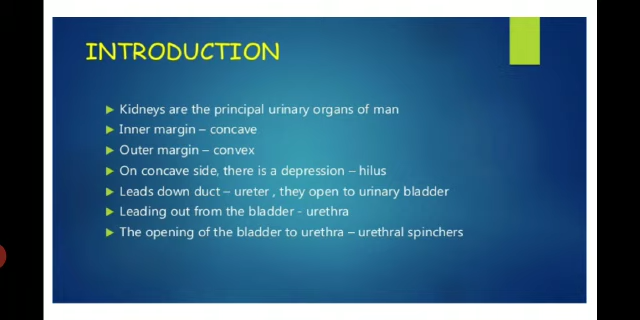 INTRODUCTION
Kidneys are the principal urinary organs of man
Inner margin – concave
Outer margin – convex
On concave side, there is a depression – hilus
Leads down duct – ureter , they open to urinary bladder
Leading out from the bladder - urethra
The opening of the bladder to urethra – urethral spinchers